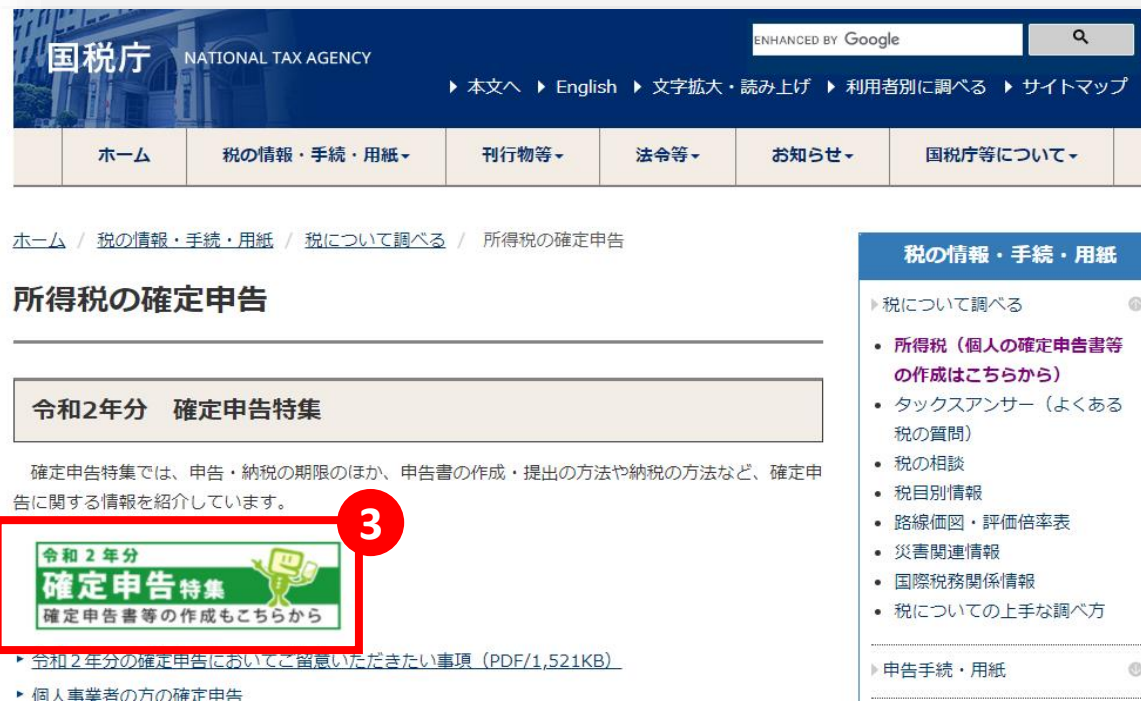 国税庁 NATIONAL TAX AGENCY
ENHANCED BY Google
本文へ English 文字拡大・読み上げ 利用者別に調べる サイトマップ
ホーム 税の情報・手続・用紙 刊行物等 法令等 お知らせ 国税庁等について
ホーム / 税の情報・手続・用紙 / 税について調べる / 所得税の確定申告
所得税の確定申告
令和2年分 確定申告特集
確定申告特集では、申告・納税の期限のほか、申告書の作成・提出の方法や納税の方法など、確定申
告に関する情報を紹介しています。
3
令和2年分
確定申告特集
確定申告書等の作成もこちらから
令和2年分の確定申告においてご留意いただきたい事項（PDF/1,521KB）
個人事業者の方の確定申告
税の情報・手続・用紙
税について調べる
所得税（個人の確定申告書等
の作成はこちらから）
タックスアンサー（よくある
税の質問）
税の相談
税目別情報
路線価図・評価倍率表
災害関連情報
国際税務関係情報
税についての上手な調べ方
申告手続・用紙